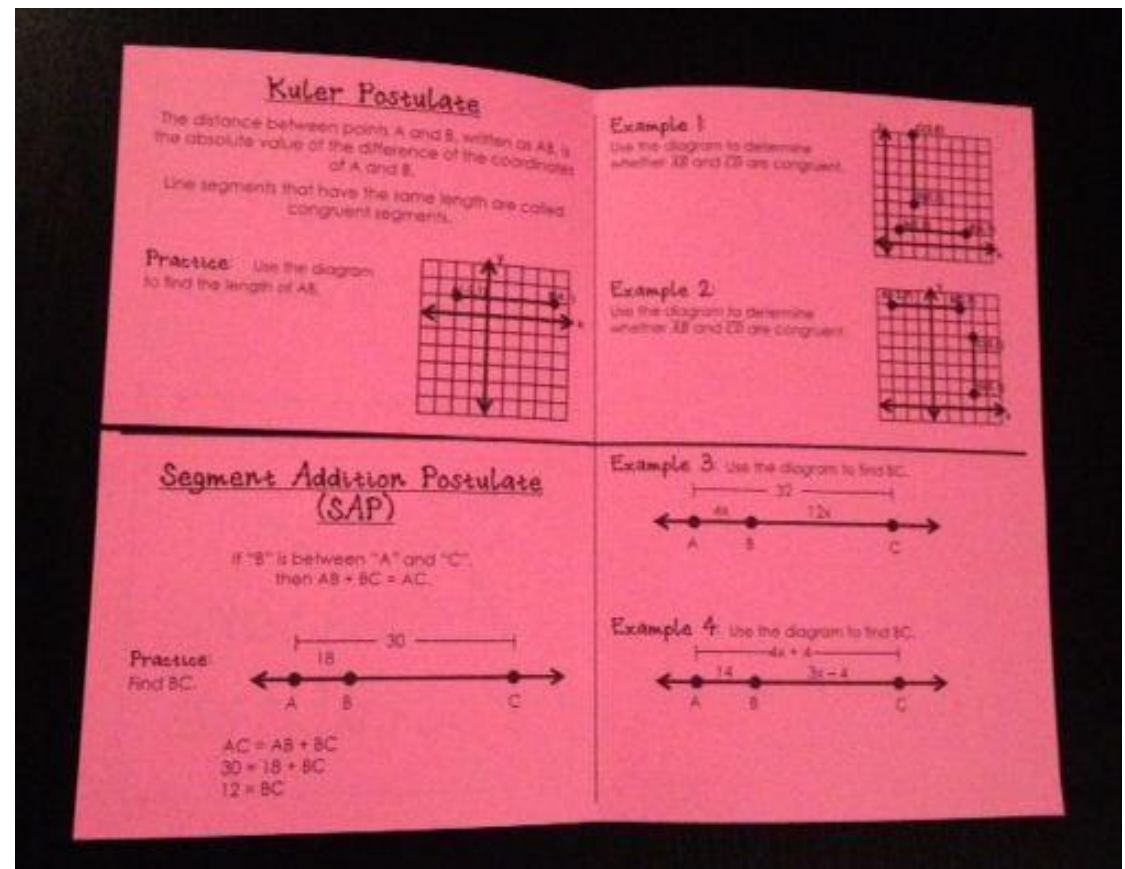 Ruler Postulate
The distance between points A and B, written as AB, is
the absolute value of the difference of the coordinates
of A and B.
Line segments that have the same length are called
congruent segments.
Practice: Use the diagram
to find the length of AB.
y
x
Example 1:
Use the diagram to determine
whether AB and CD are congruent.
x
Example 2:
Use the diagram to determine
whether AB and CD are congruent.
y
x
Segment Addition Postulate
(SAP)
If "B" is between "A" and "C",
then AB + BC = AC.
30
18
Practice:
Find BC.
A B C
AC = AB + BC
30 = 18 + BC
12 = BC
Example 3: Use the diagram to find BC.
32
4x 12x
A B C
Example 4: Use the diagram to find BC.
4x + 4
14 3x – 4
A B C